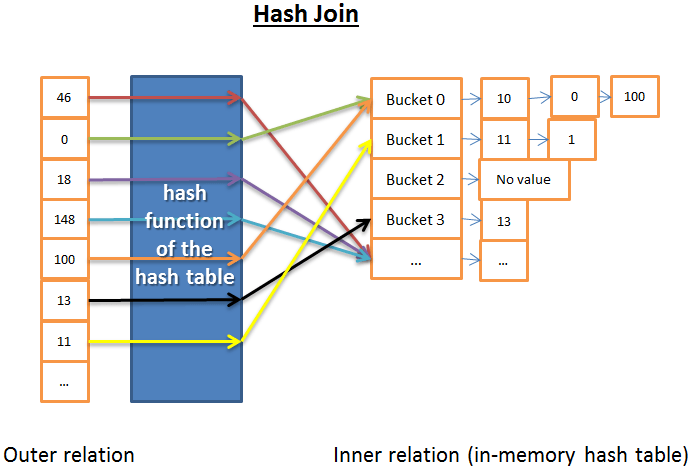 Hash Join
46
0
18
148
100
13
11
...
hash
function
of the
hash table
Bucket 0
10
0
100
Bucket 1
11
1
Bucket 2
No value
Bucket 3
13
...
...
Outer relation
Inner relation (in-memory hash table)